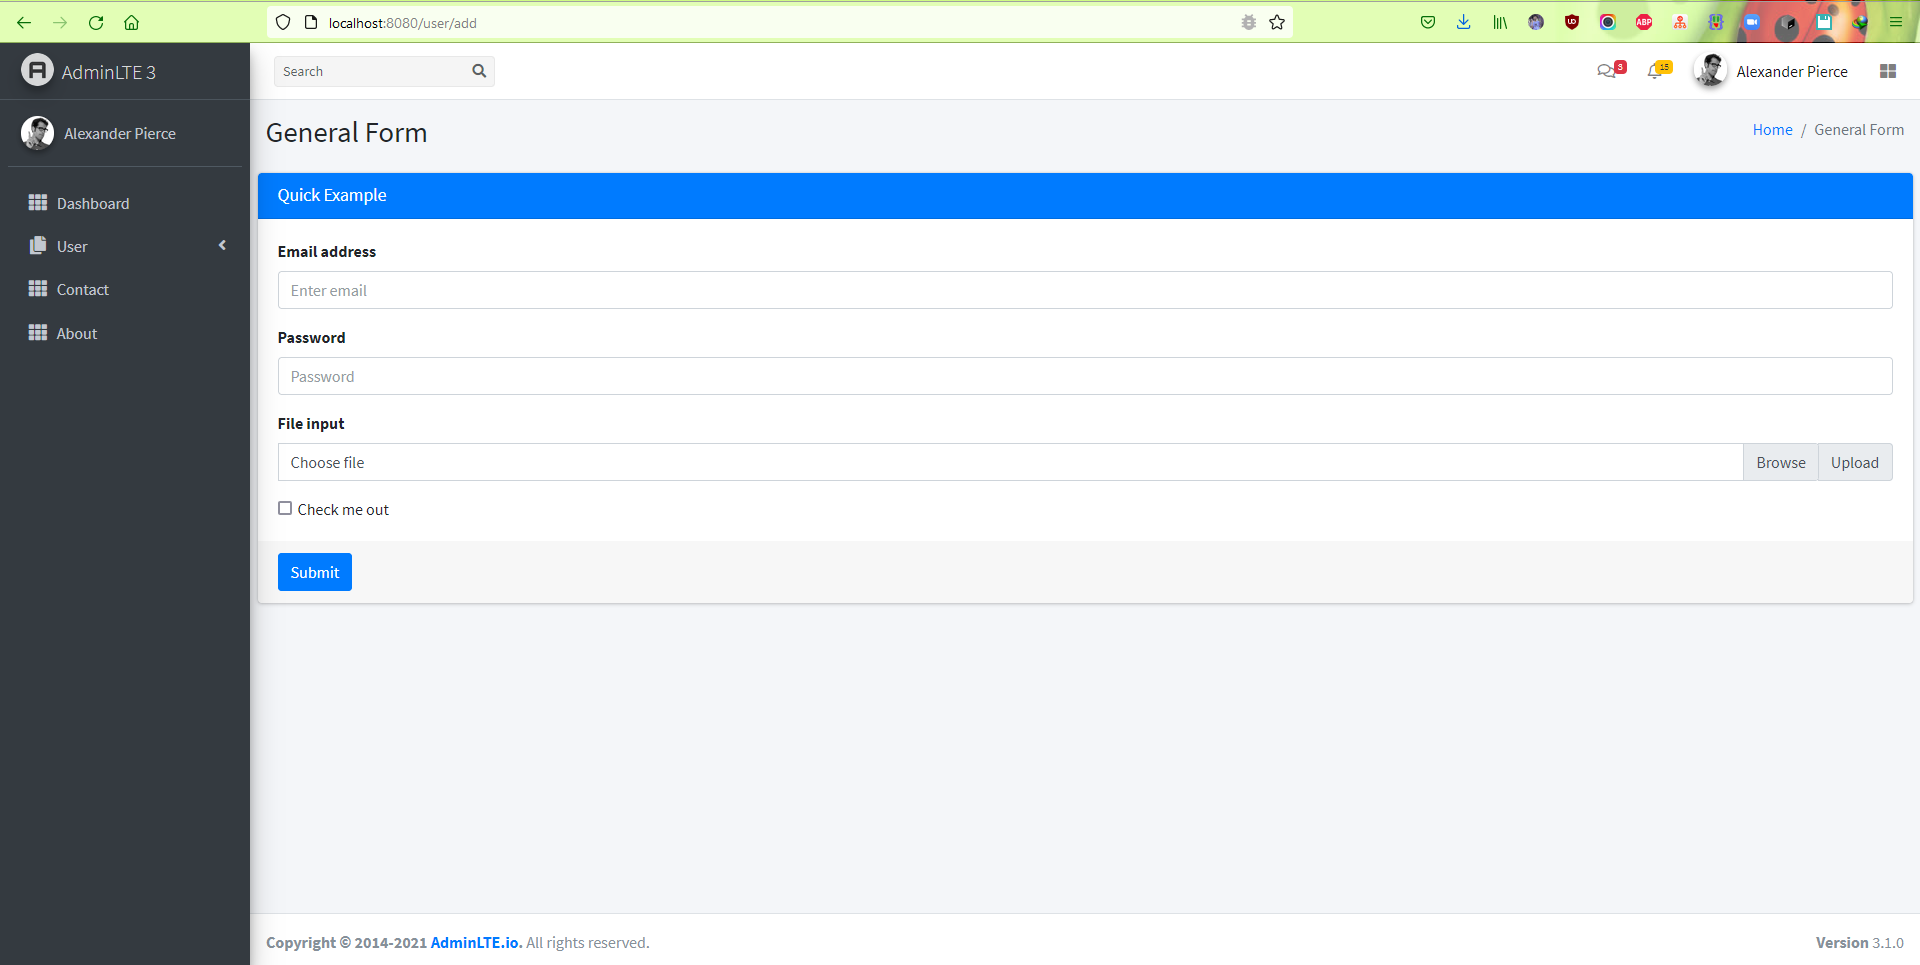 localhost:8080/user/add
UD
ABP
AdminLTE 3
Search
3
15
Alexander Pierce
Alexander Pierce
General Form
Home / General Form
Dashboard
User
Contact
About
Quick Example
Email address
Enter email
Password
Password
File input
Choose file
Browse
Upload
Check me out
Submit
Copyright © 2014-2021 AdminLTE.io. All rights reserved.
Version 3.1.0